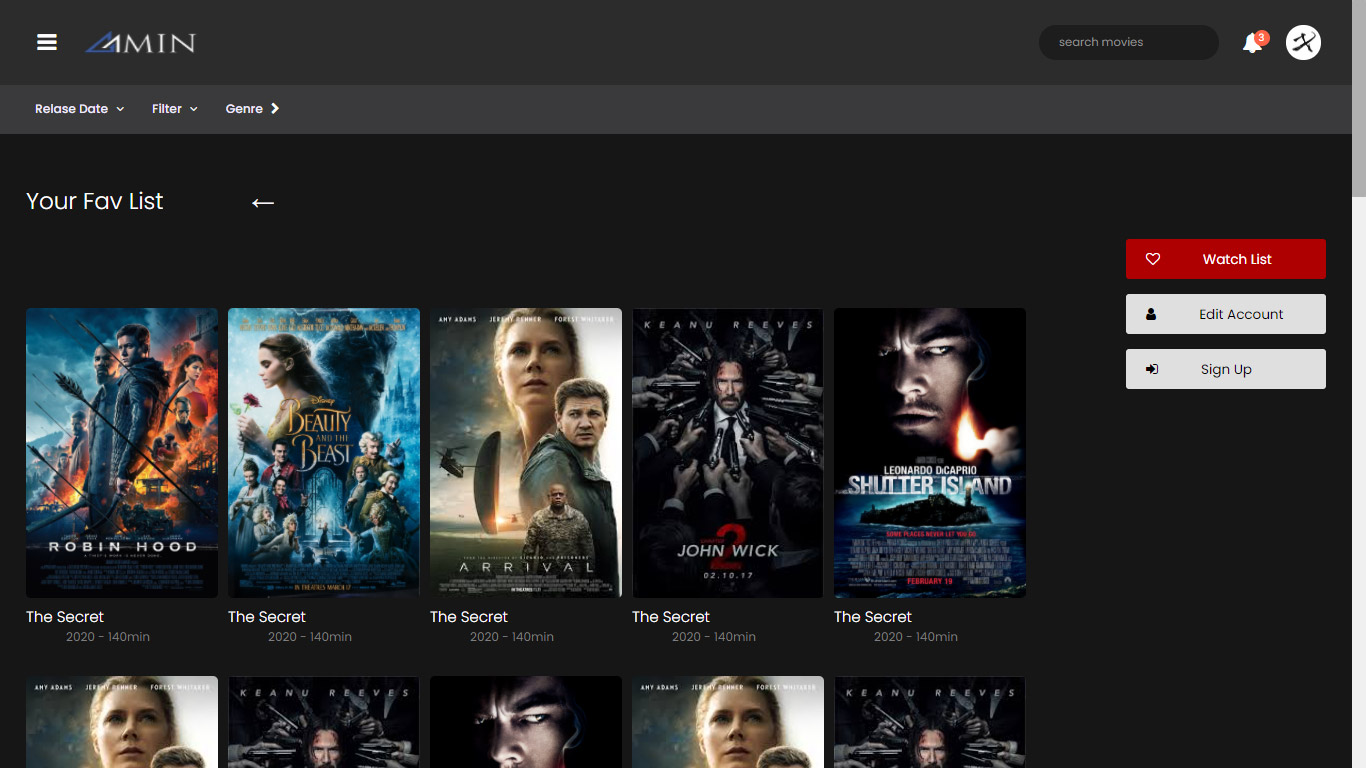 AMIN
search movies
3
Relase Date
Filter
Genre
Your Fav List
Watch List
Edit Account
Sign Up
ROBIN HOOD
Disney
BEAUTY
AND THE
BEAST
IN THEATRES MARCH 17
AMY ADAMS JEREMY RENNER FOREST WHITAKER
ARRIVAL
KEANU REEVES
2
JOHN WICK
02.10.17
LEONARDO DiCAPRIO
SHUTTER ISLAND
SOME PLACES NEVER LET YOU GO
FEBRUARY 19
The Secret
2020 - 140min
The Secret
2020 - 140min
The Secret
2020 - 140min
The Secret
2020 - 140min
The Secret
2020 - 140min
AMY ADAMS JEREMY RENNER FOREST WHITAKER
KEANU REEVES
AMY ADAMS JEREMY RENNER FOREST WHITAKER
KEANU REEVES